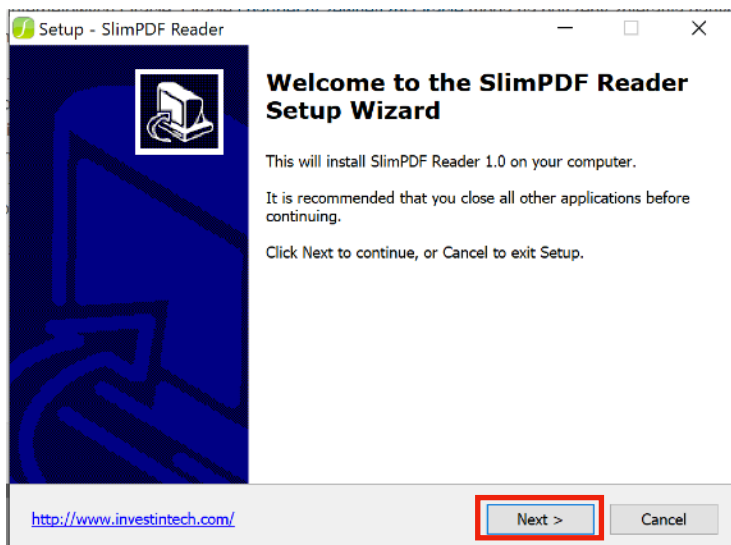 Setup - SlimPDF Reader
Welcome to the SlimPDF Reader
Setup Wizard
This will install SlimPDF Reader 1.0 on your computer.
It is recommended that you close all other applications before
continuing.
Click Next to continue, or Cancel to exit Setup.
http://www.investintech.com/
Next >
Cancel